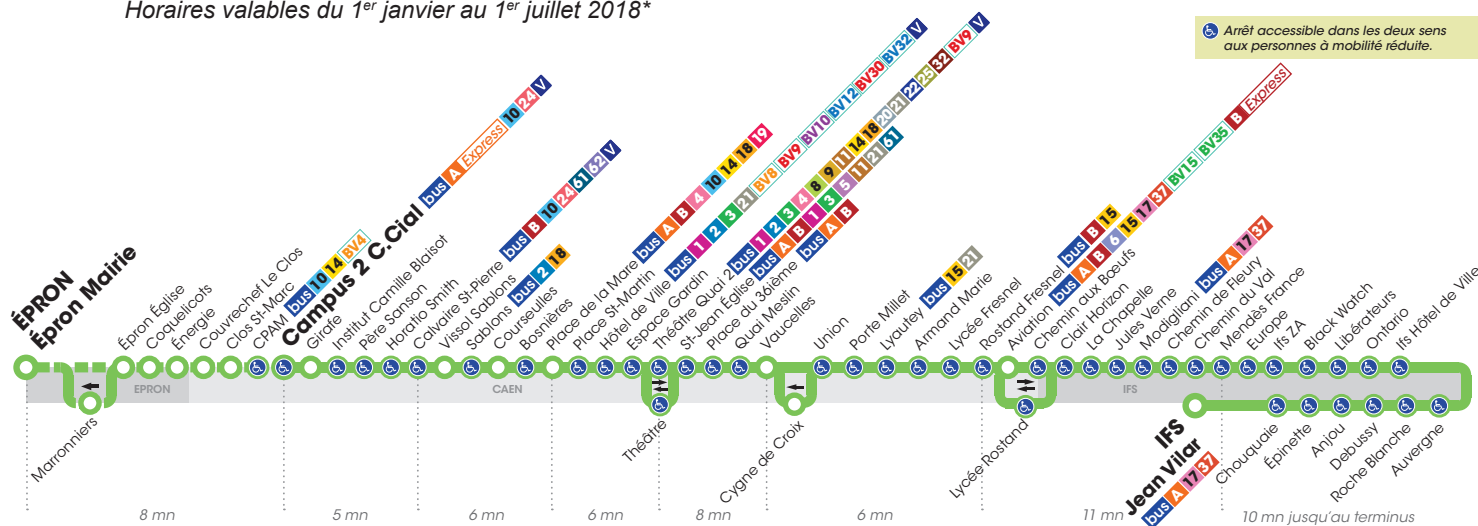 Horaires valables du 1er janvier au 1er juillet 2018*
Arrêt accessible dans les deux sens
aux personnes à mobilité réduite.
ÉPRON
Épron Mairie
Marronniers
Épron Église
Coquelicots
Énergie
Couvrechef Le Clos
Clos St-Marc
CPAM bus 10 14 BV4
Campus 2 C.Cial bus A Express 10 24 V
Girafe
Institut Camille Blaisot
Père Sanson
Horatio Smith
Calvaire St-Pierre bus B 10 24 61 62 V
Vissol Sablons
Sablons bus 2 18
Courseulles
Bosnières
Place de la Mare bus A B 4 10 14 18 19
Place St-Martin
Hôtel de Ville bus 1 2 3 21 BV8 BV9 BV10 BV12 BV30 BV32 V
Espace Gardin
Théâtre Quai 2 bus 1 2 3 4 8 9 11 14 18 20 21 22 25 32 BV9 V
Théâtre
St-Jean Église bus A B 1 3 5 11 21 61
Place du 36ième bus A B
Quai Meslin
Vaucelles
Cygne de Croix
Union
Porte Millet
Lyautey bus 15 21
Armand Marie
Lycée Fresnel
Rostand Fresnel bus B 15
Lycée Rostand
Aviation bus A B 6 15 17 37 BV15 BV35 B Express
Chemin aux Bœufs
Clair Horizon
La Chapelle
Jules Verne
Modigliani bus A 17 37
Chemin de Fleury
Chemin du Val
Mendès France
Europe
Ifs ZA
Black Watch
Libérateurs
Ontario
Ifs Hôtel de Ville
EPRON
CAEN
IFS
IFS
Jean Vilar
bus A 17 37
Chouquaie
Épinette
Anjou
Debussy
Roche Blanche
Auvergne
8 mn
5 mn
6 mn
6 mn
8 mn
6 mn
11 mn
10 mn jusqu'au terminus